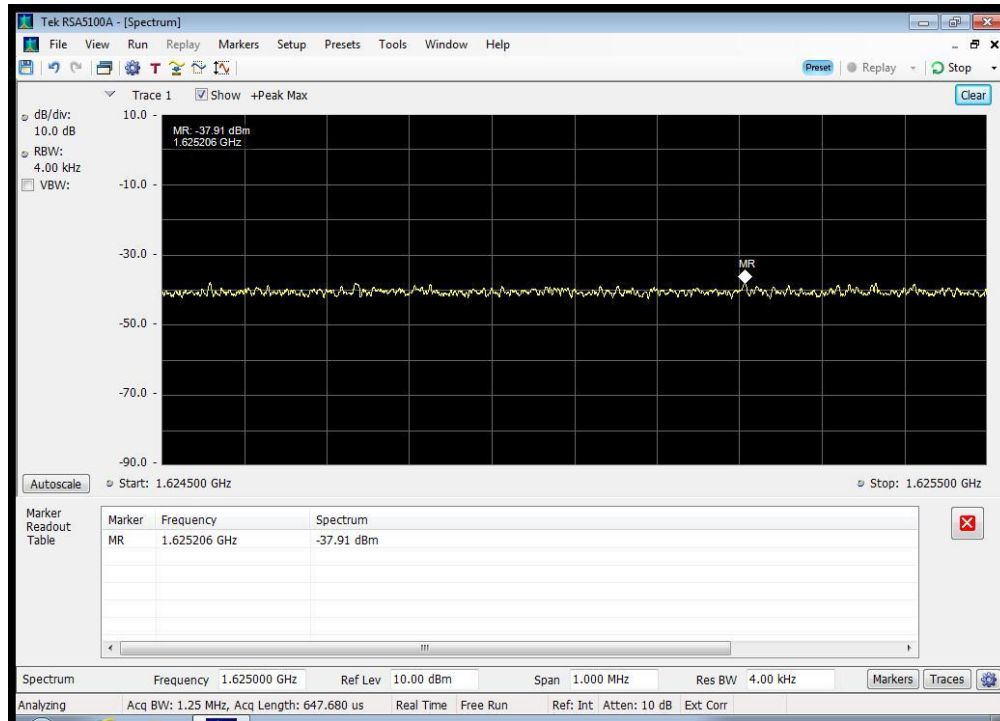 Tek RSA5100A - [Spectrum]
File View Run Replay Markers Setup Presets Tools Window Help
T Preset Replay Stop
Trace 1 Show +Peak Max Clear
dB/div:
10.0 dB
RBW:
4.00 kHz
VBW:
10.0
-10.0
-30.0
-50.0
-70.0
-90.0
MR: -37.91 dBm
1.625206 GHz
MR
Autoscale Start: 1.624500 GHz Stop: 1.625500 GHz
Marker
Readout
Table
Marker Frequency Spectrum
MR 1.625206 GHz -37.91 dBm
Spectrum Frequency 1.625000 GHz Ref Lev 10.00 dBm Span 1.000 MHz Res BW 4.00 kHz Markers Traces
Analyzing Acq BW: 1.25 MHz, Acq Length: 647.680 us Real Time Free Run Ref: Int Atten: 10 dB Ext Corr